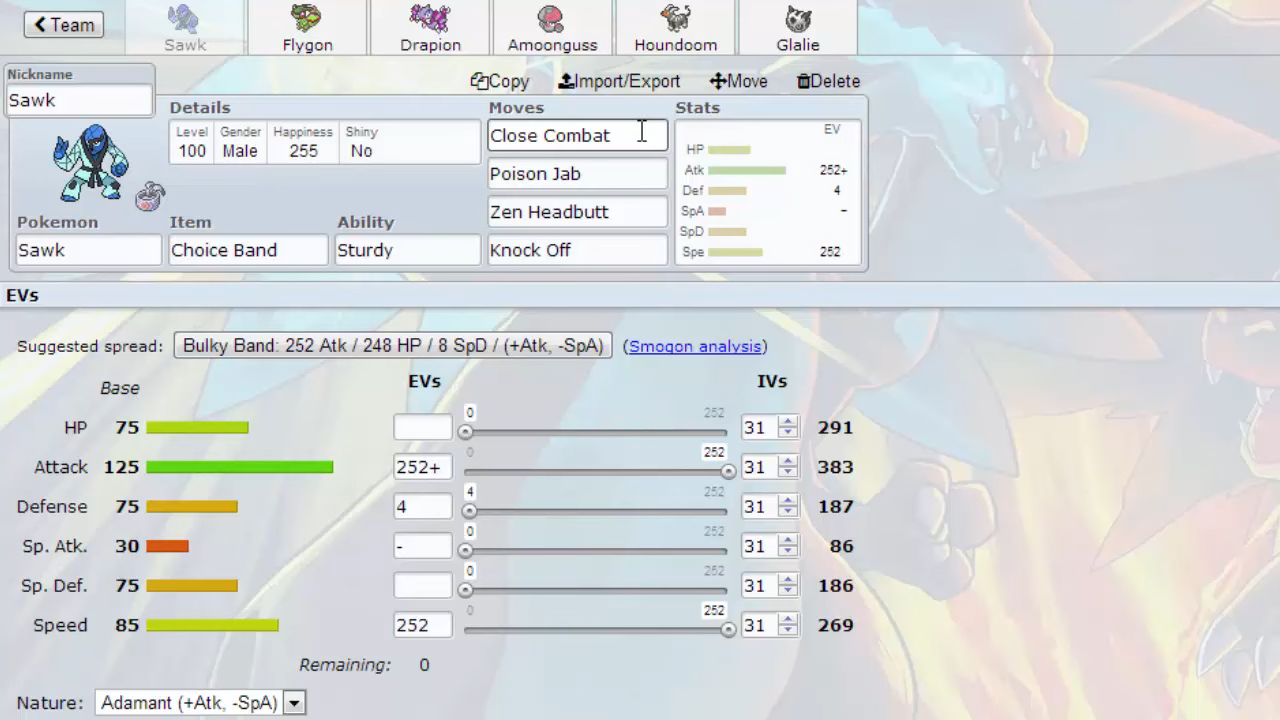 Team
Sawk
Flygon
Drapion
Amoonguss
Houndoom
Glalie
Nickname
Sawk
Copy Import/Export Move Delete
Details
Level Gender Happiness Shiny
100 Male 255 No
Pokemon Item Ability
Sawk Choice Band Sturdy
Moves
Close Combat
Poison Jab
Zen Headbutt
Knock Off
Stats
EV
HP
Atk 252+
Def 4
SpA -
SpD
Spe 252
EVs
Suggested spread: Bulky Band: 252 Atk / 248 HP / 8 SpD / (+Atk, -SpA) (Smogon analysis)
Base EVs IVs
0 252
HP 75 31 291
0 252
Attack 125 252+ 31 383
4 252
Defense 75 4 31 187
0 252
Sp. Atk. 30 - 31 86
0 252
Sp. Def. 75 31 186
0 252
Speed 85 252 31 269
Remaining: 0
Nature: Adamant (+Atk, -SpA)